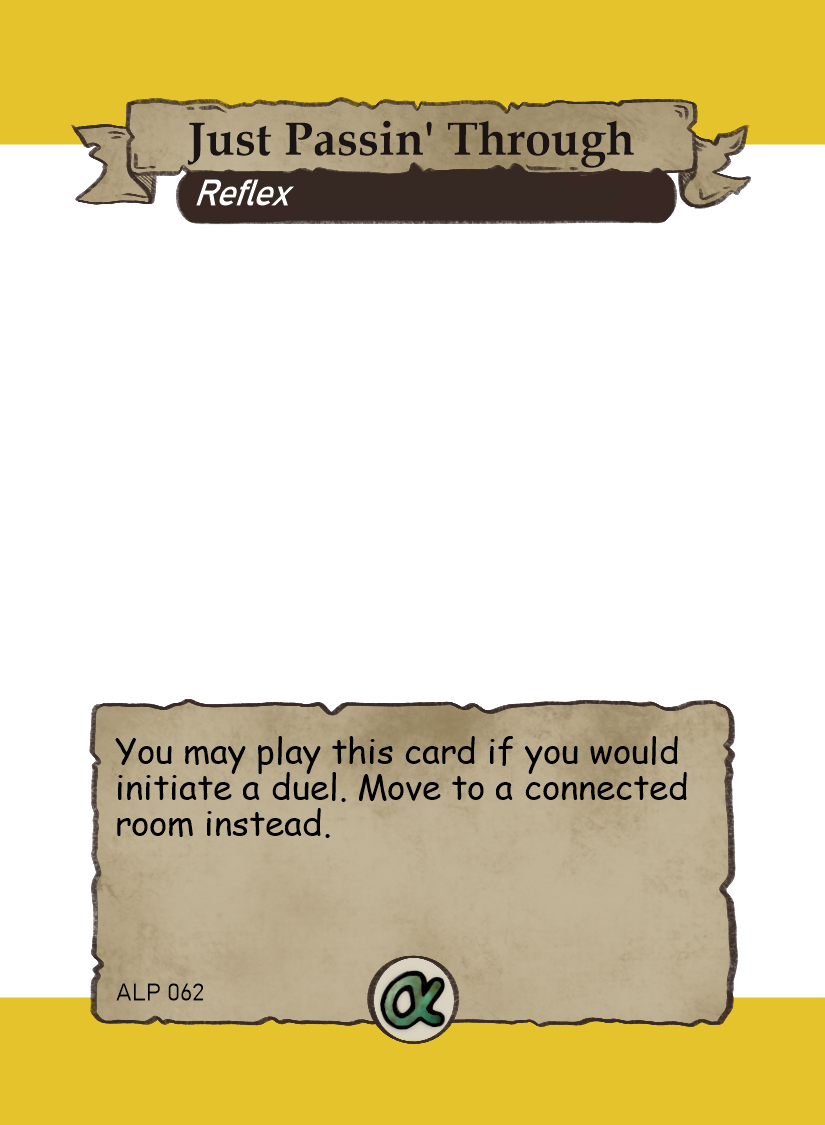 Just Passin' Through
Reflex
You may play this card if you would
initiate a duel. Move to a connected
room instead.
ALP 062
α